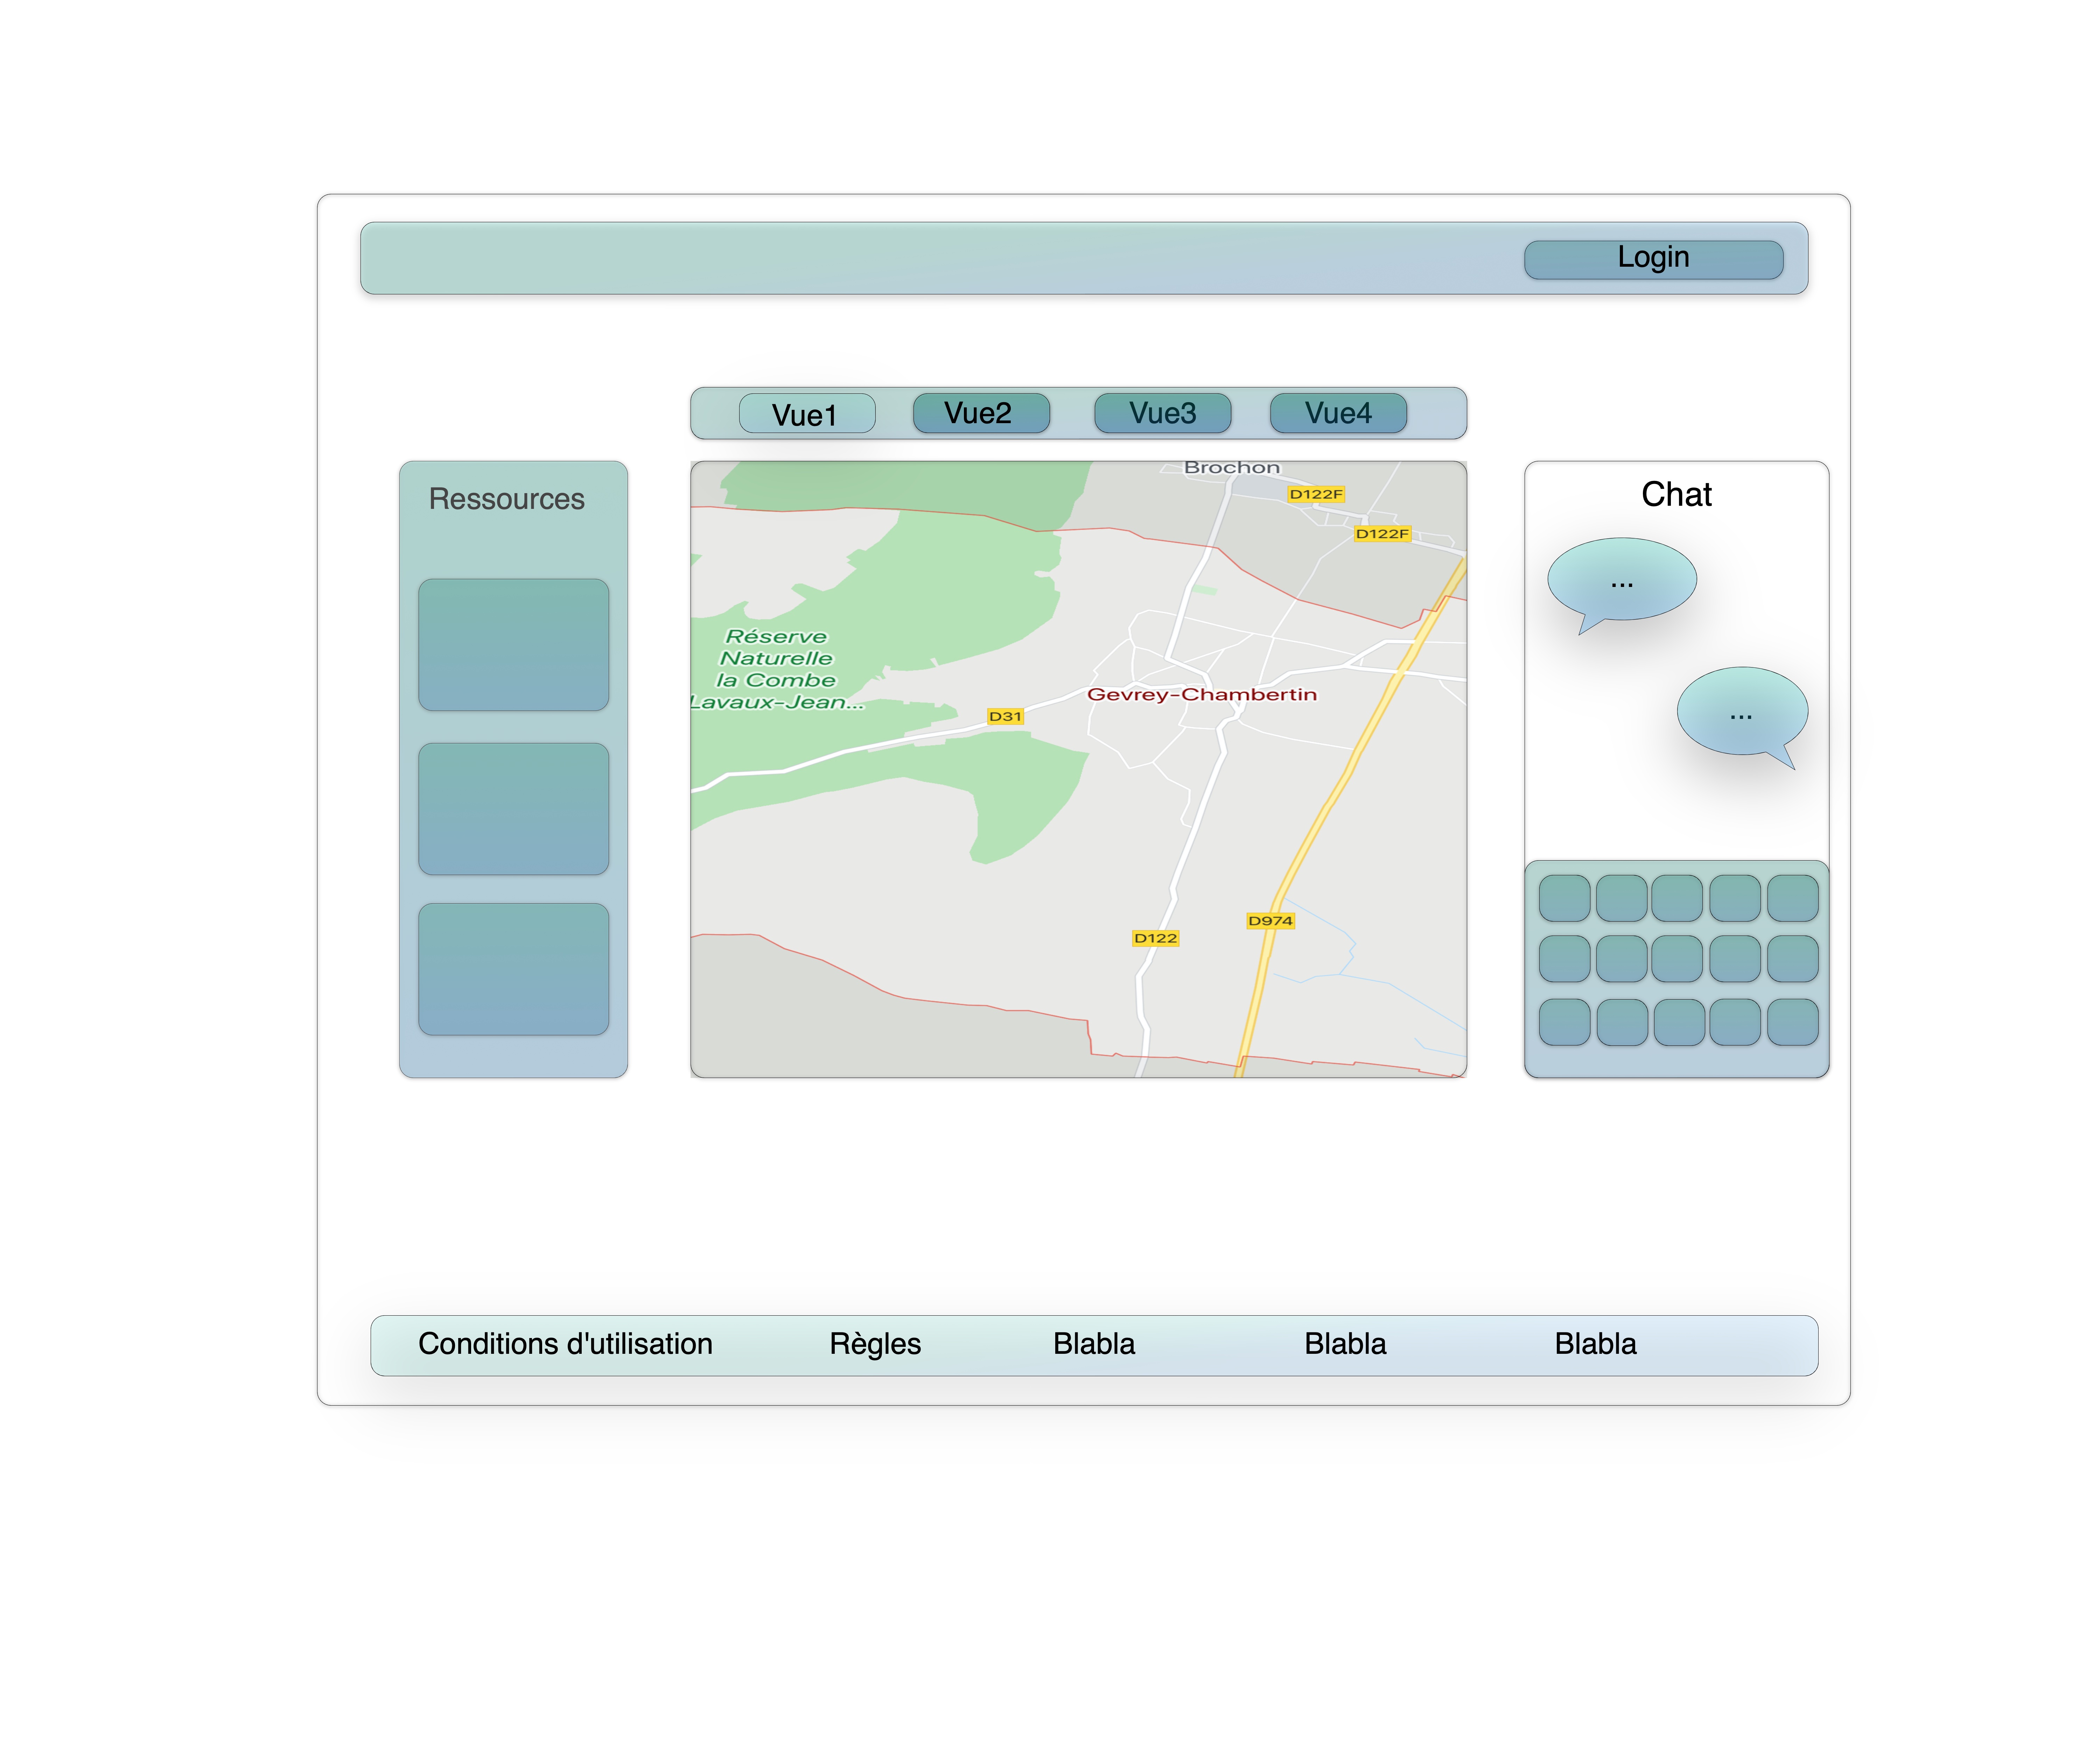 Login
Vue1 Vue2 Vue3 Vue4
Ressources
Brochon
D122F
D122F
Réserve
Naturelle
la Combe
Lavaux-Jean...
Gevrey-Chambertin
D31
D974
D122
Chat
...
...
Conditions d'utilisation Règles Blabla Blabla Blabla